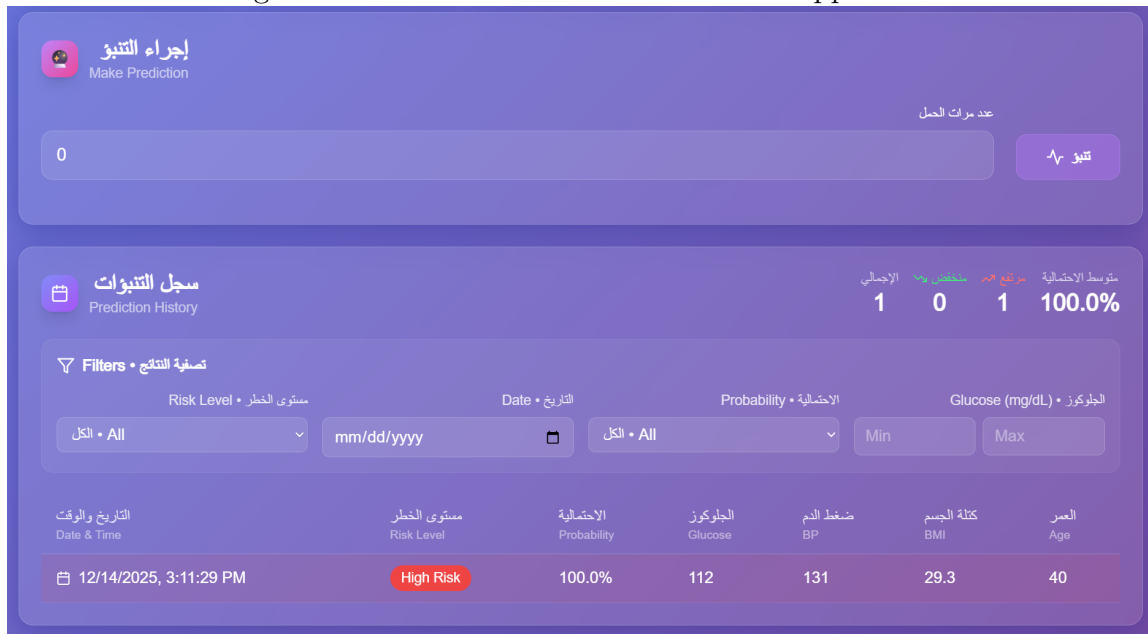 إجراء التنبؤ
Make Prediction
عدد مرات الحمل
0
تنبؤ
سجل التنبؤات
Prediction History
الإجمالي منخفض مرتفع متوسط الاحتمالية
1 0 1 100.0%
تصفية النتائج • Filters
مستوى الخطر • Risk Level
التاريخ • Date
الاحتمالية • Probability
الجلوكوز • Glucose (mg/dL)
الكل • All
mm/dd/yyyy
الكل • All
Min
Max
التاريخ والوقت مستوى الخطر الاحتمالية الجلوكوز ضغط الدم كتلة الجسم العمر
Date & Time Risk Level Probability Glucose BP BMI Age
12/14/2025, 3:11:29 PM High Risk 100.0% 112 131 29.3 40